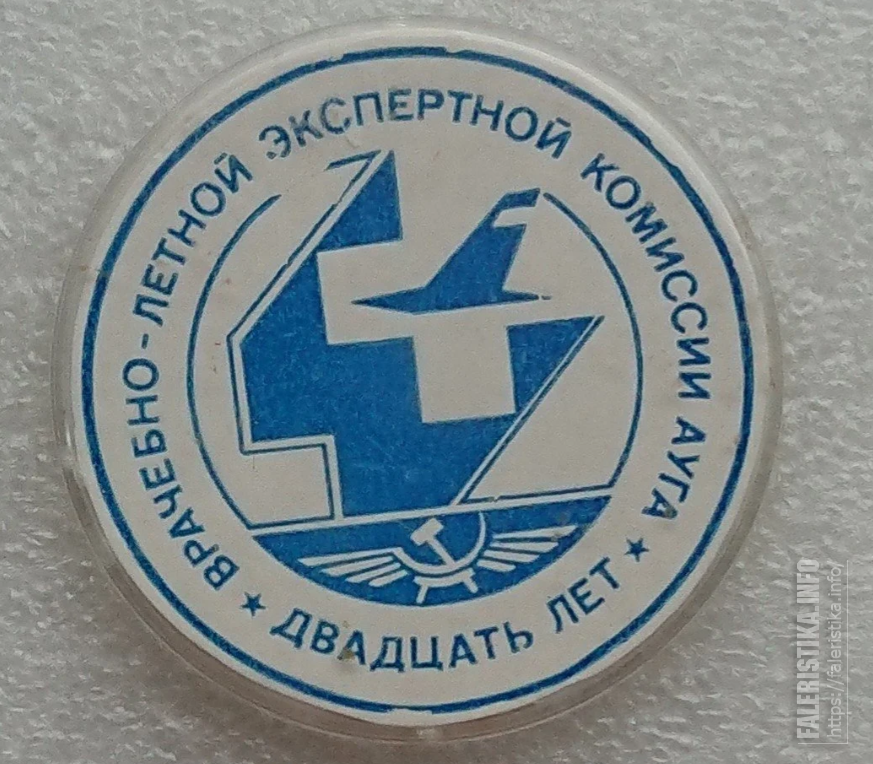 ВРАЧЕБНО-ЛЕТНОЙ ЭКСПЕРТНОЙ КОМИССИИ АУГА
★ ДВАДЦАТЬ ЛЕТ ★
FALERISTIKA.INFO
https://faleristika.info/